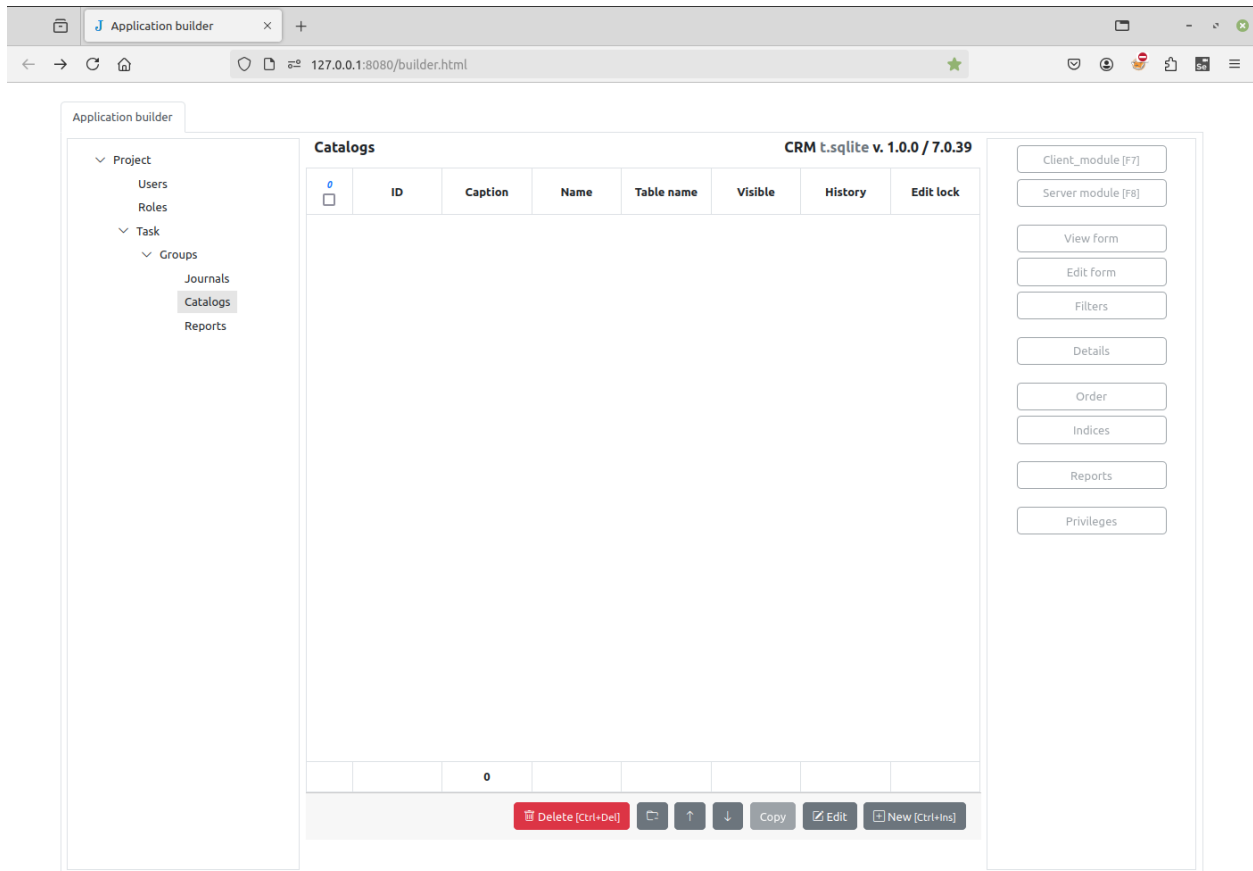 J Application builder
127.0.0.1:8080/builder.html
Se
Application builder
Project
Users
Roles
Task
Groups
Journals
Catalogs
Reports
Catalogs CRM t.sqlite v. 1.0.0 / 7.0.39
0 ID Caption Name Table name Visible History Edit lock
0
Delete [Ctrl+Del] Copy Edit New [Ctrl+Ins]
Client_module [F7]
Server module [F8]
View form
Edit form
Filters
Details
Order
Indices
Reports
Privileges